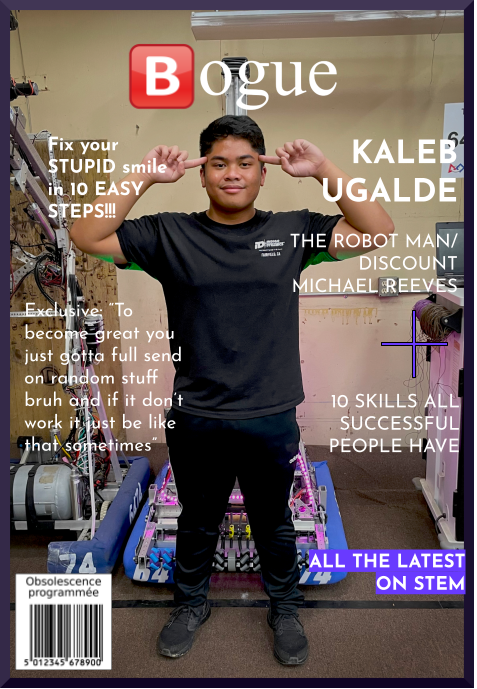 🅱ogue
Fix your
STUPID smile
in 10 EASY
STEPS!!!
KALEB
UGALDE
THE ROBOT MAN/
DISCOUNT
MICHAEL REEVES
Exclusive: “To
become great you
just gotta full send
on random stuff
bruh and if it don't
work it just be like
that sometimes”
10 SKILLS ALL
SUCCESSFUL
PEOPLE HAVE
ALL THE LATEST
ON STEM
Obsolescence
programmée
5 012345 678900